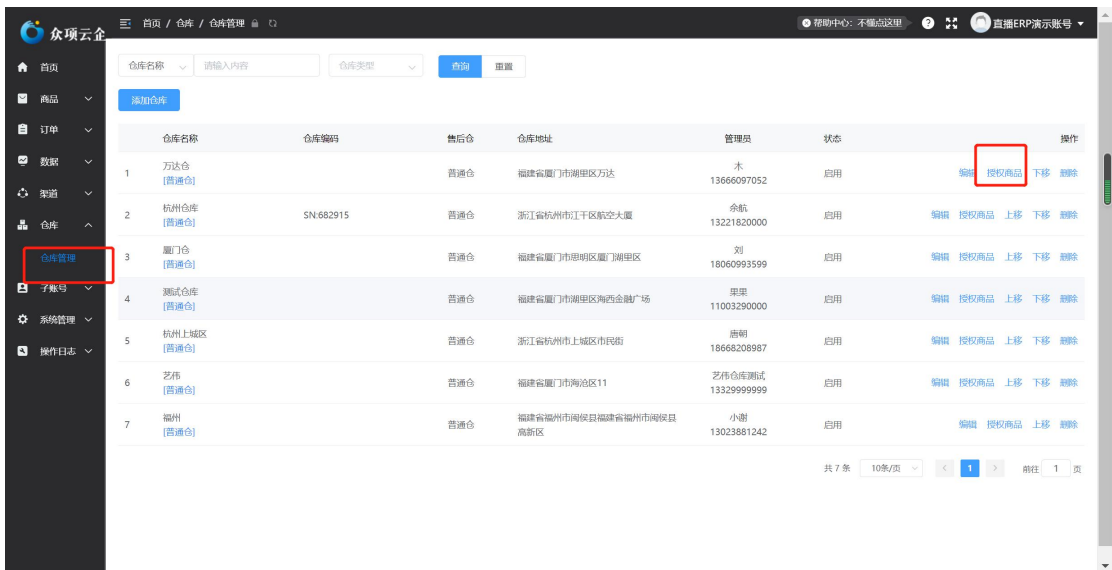 众项云企
首页 / 仓库 / 仓库管理
帮助中心：不懂点这里
直播ERP演示账号
首页
商品
订单
数据
渠道
仓库
仓库管理
子账号
系统管理
操作日志
仓库名称 请输入内容 仓库类型 查询 重置
添加仓库
仓库名称 仓库编码 售后仓 仓库地址 管理员 状态 操作
1 万达仓 普通仓 福建省厦门市湖里区万达 木 启用 编辑 授权商品 下移 删除
[普通仓] 13666097052
2 杭州仓库 SN:682915 普通仓 浙江省杭州市江干区航空大厦 余航 启用 编辑 授权商品 上移 下移 删除
[普通仓] 13221820000
3 厦门仓 普通仓 福建省厦门市思明区厦门湖里区 刘 启用 编辑 授权商品 上移 下移 删除
[普通仓] 18060993599
4 测试仓库 普通仓 福建省厦门市湖里区海西金融广场 果果 启用 编辑 授权商品 上移 下移 删除
[普通仓] 11003290000
5 杭州上城区 普通仓 浙江省杭州市上城区市民街 唐朝 启用 编辑 授权商品 上移 下移 删除
[普通仓] 18668208987
6 艺伟 普通仓 福建省厦门市海沧区11 艺伟仓库测试 启用 编辑 授权商品 上移 下移 删除
[普通仓] 13329999999
7 福州 普通仓 福建省福州市闽侯县福建省福州市闽侯县 小谢 启用 编辑 授权商品 上移 删除
[普通仓] 高新区 13023881242
共 7 条 10条/页 1 前往 1 页